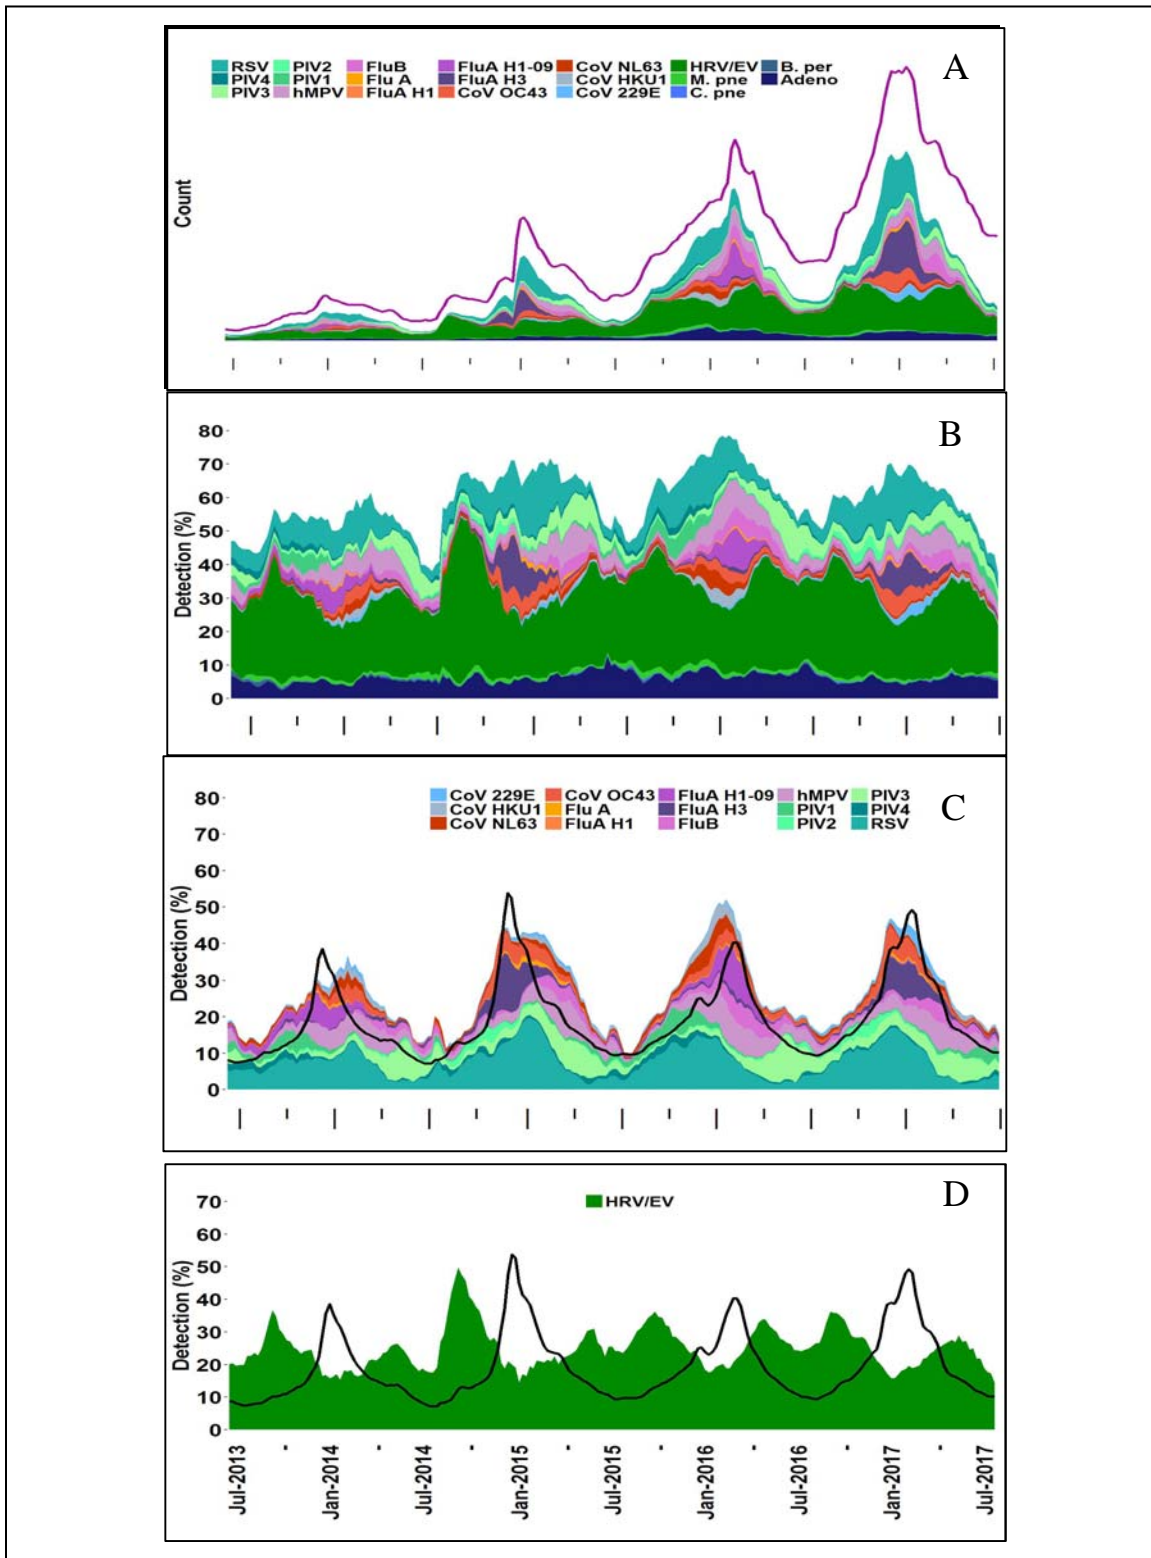 A
RSV PIV2 FluB FluA H1-09 CoV NL63 HRV/EV B. per
PIV4 PIV1 Flu A FluA H3 CoV HKU1 M. pne Adeno
PIV3 hMPV FluA H1 CoV OC43 CoV 229E C. pne
Count
B
80
70
60
50
40
30
20
10
0
Detection (%)
C
CoV 229E CoV OC43 FluA H1-09 hMPV PIV3
CoV HKU1 Flu A FluA H3 PIV1 PIV4
CoV NL63 FluA H1 FluB PIV2 RSV
80
70
60
50
40
30
20
10
0
Detection (%)
D
HRV/EV
70
60
50
40
30
20
10
0
Detection (%)
Jul-2013 - Jan-2014 - Jul-2014 - Jan-2015 - Jul-2015 - Jan-2016 - Jul-2016 - Jan-2017 - Jul-2017